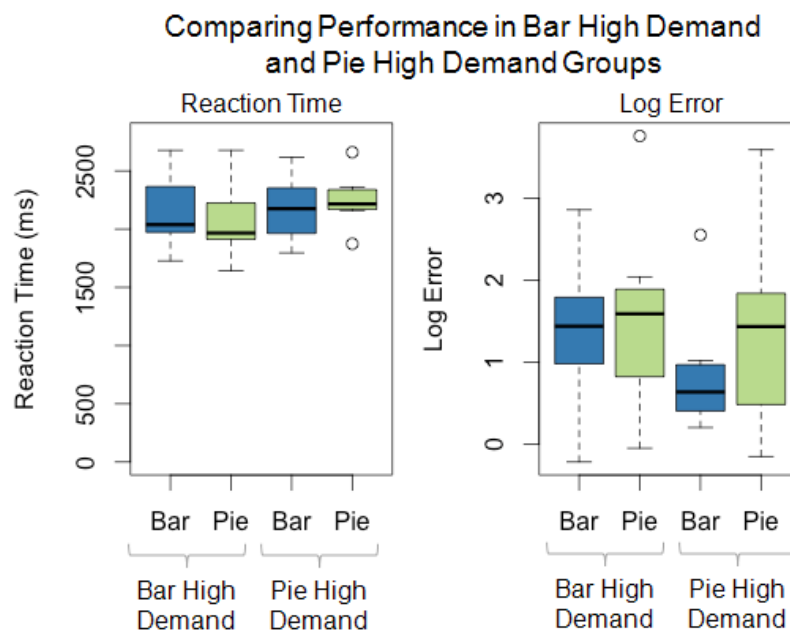 Comparing Performance in Bar High Demand
and Pie High Demand Groups
Reaction Time
Reaction Time (ms)
2500
1500
500
0
Bar Pie Bar Pie
Bar High
Demand
Pie High
Demand
Log Error
Log Error
3
2
1
0
Bar Pie Bar Pie
Bar High
Demand
Pie High
Demand